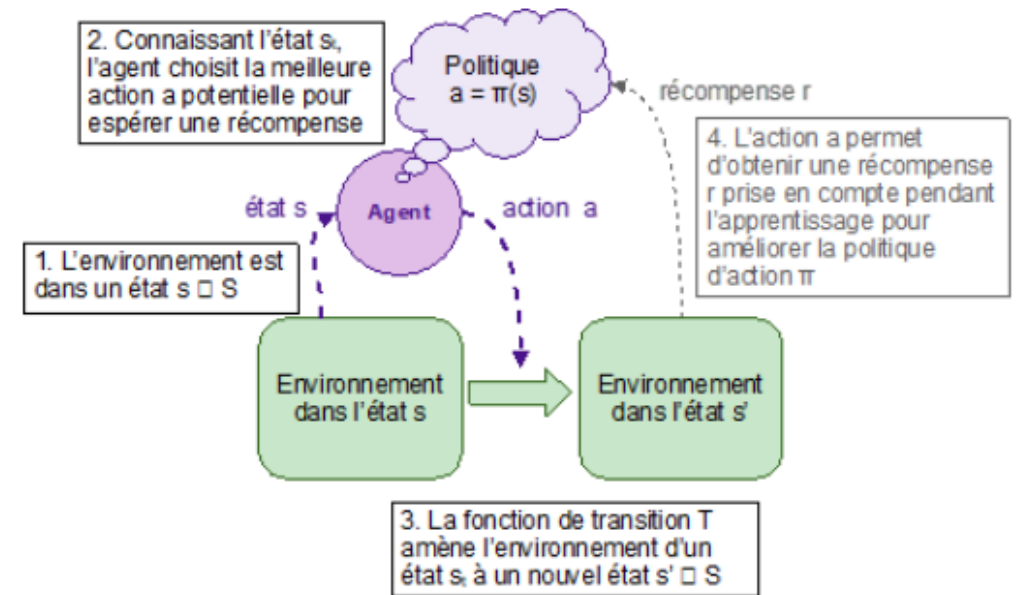 2. Connaissant l'état sₜ,
l'agent choisit la meilleure
action a potentielle pour
espérer une récompense
Politique
a = π(s)
récompense r
4. L'action a permet
d'obtenir une récompense
r prise en compte pendant
l'apprentissage pour
améliorer la politique
d'action π
état s
Agent
action a
1. L'environnement est
dans un état s □ S
Environnement
dans l'état s
Environnement
dans l'état s'
3. La fonction de transition T
amène l'environnement d'un
état sₜ à un nouvel état s' □ S